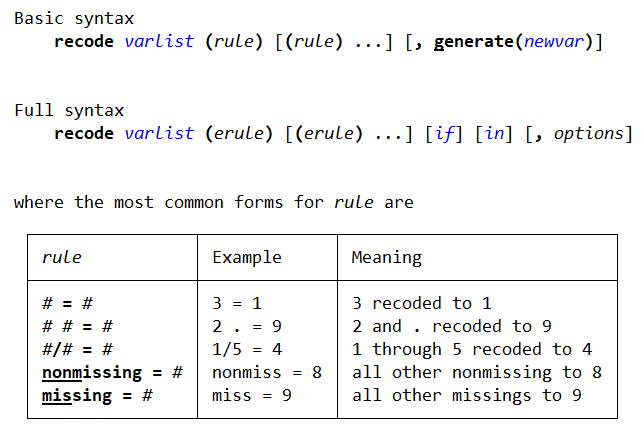 Basic syntax
recode varlist (rule) [(rule) ...] [, generate(newvar)]
Full syntax
recode varlist (erule) [(erule) ...] [if] [in] [, options]
where the most common forms for rule are
rule Example Meaning
# = # 3 = 1 3 recoded to 1
# # = # 2 . = 9 2 and . recoded to 9
#/# = # 1/5 = 4 1 through 5 recoded to 4
nonmissing = # nonmiss = 8 all other nonmissing to 8
missing = # miss = 9 all other missings to 9